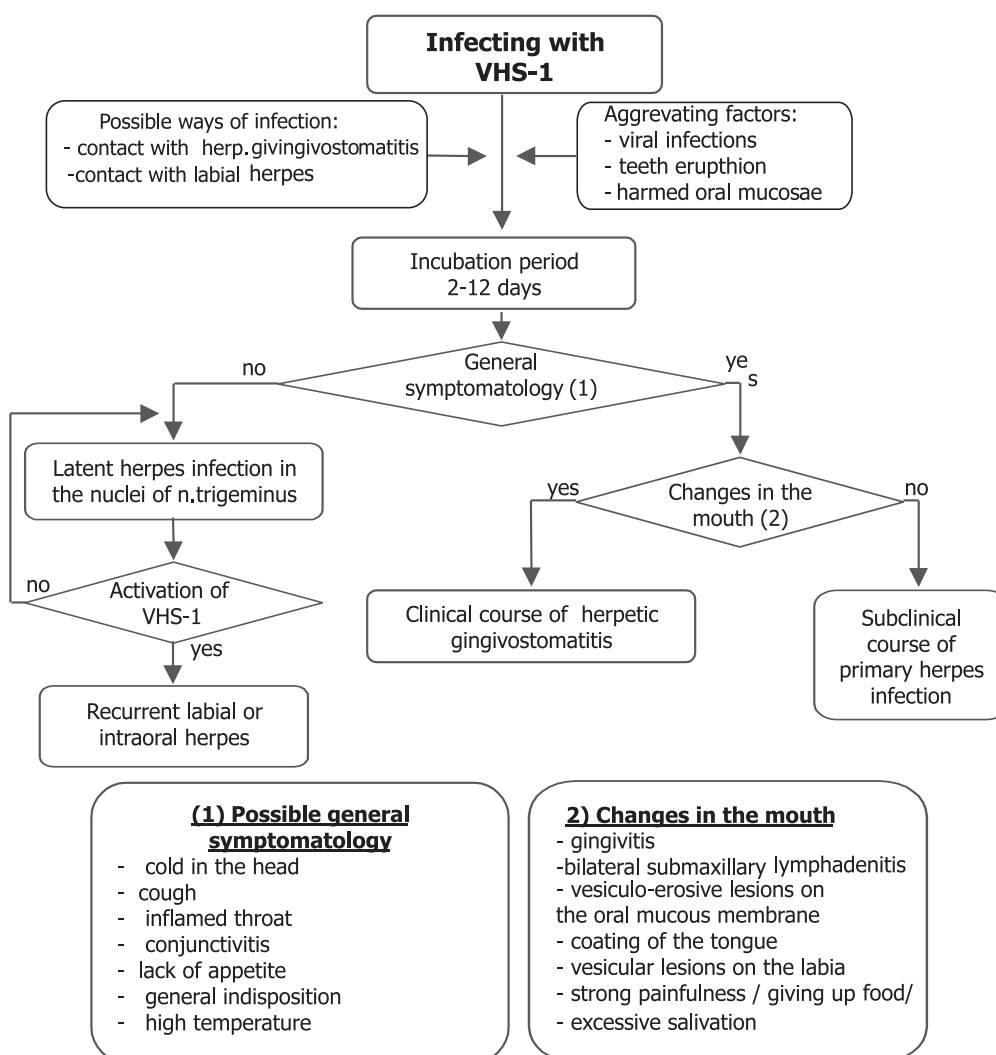 Infecting with
VHS-1
Possible ways of infection:
- contact with herp.givingivostomatitis
-contact with labial herpes
Aggrevating factors:
- viral infections
- teeth erupthion
- harmed oral mucosae
Incubation period
2-12 days
General
symptomatology (1)
no
ye
s
Latent herpes infection in
the nuclei of n.trigeminus
Changes in the
mouth (2)
yes
no
Activation of
VHS-1
no
yes
Clinical course of herpetic
gingivostomatitis
Subclinical
course of
primary herpes
infection
Recurrent labial or
intraoral herpes
(1) Possible general
symptomatology
- cold in the head
- cough
- inflamed throat
- conjunctivitis
- lack of appetite
- general indisposition
- high temperature
2) Changes in the mouth
- gingivitis
-bilateral submaxillary lymphadenitis
- vesiculo-erosive lesions on
the oral mucous membrane
- coating of the tongue
- vesicular lesions on the labia
- strong painfulness / giving up food/
- excessive salivation